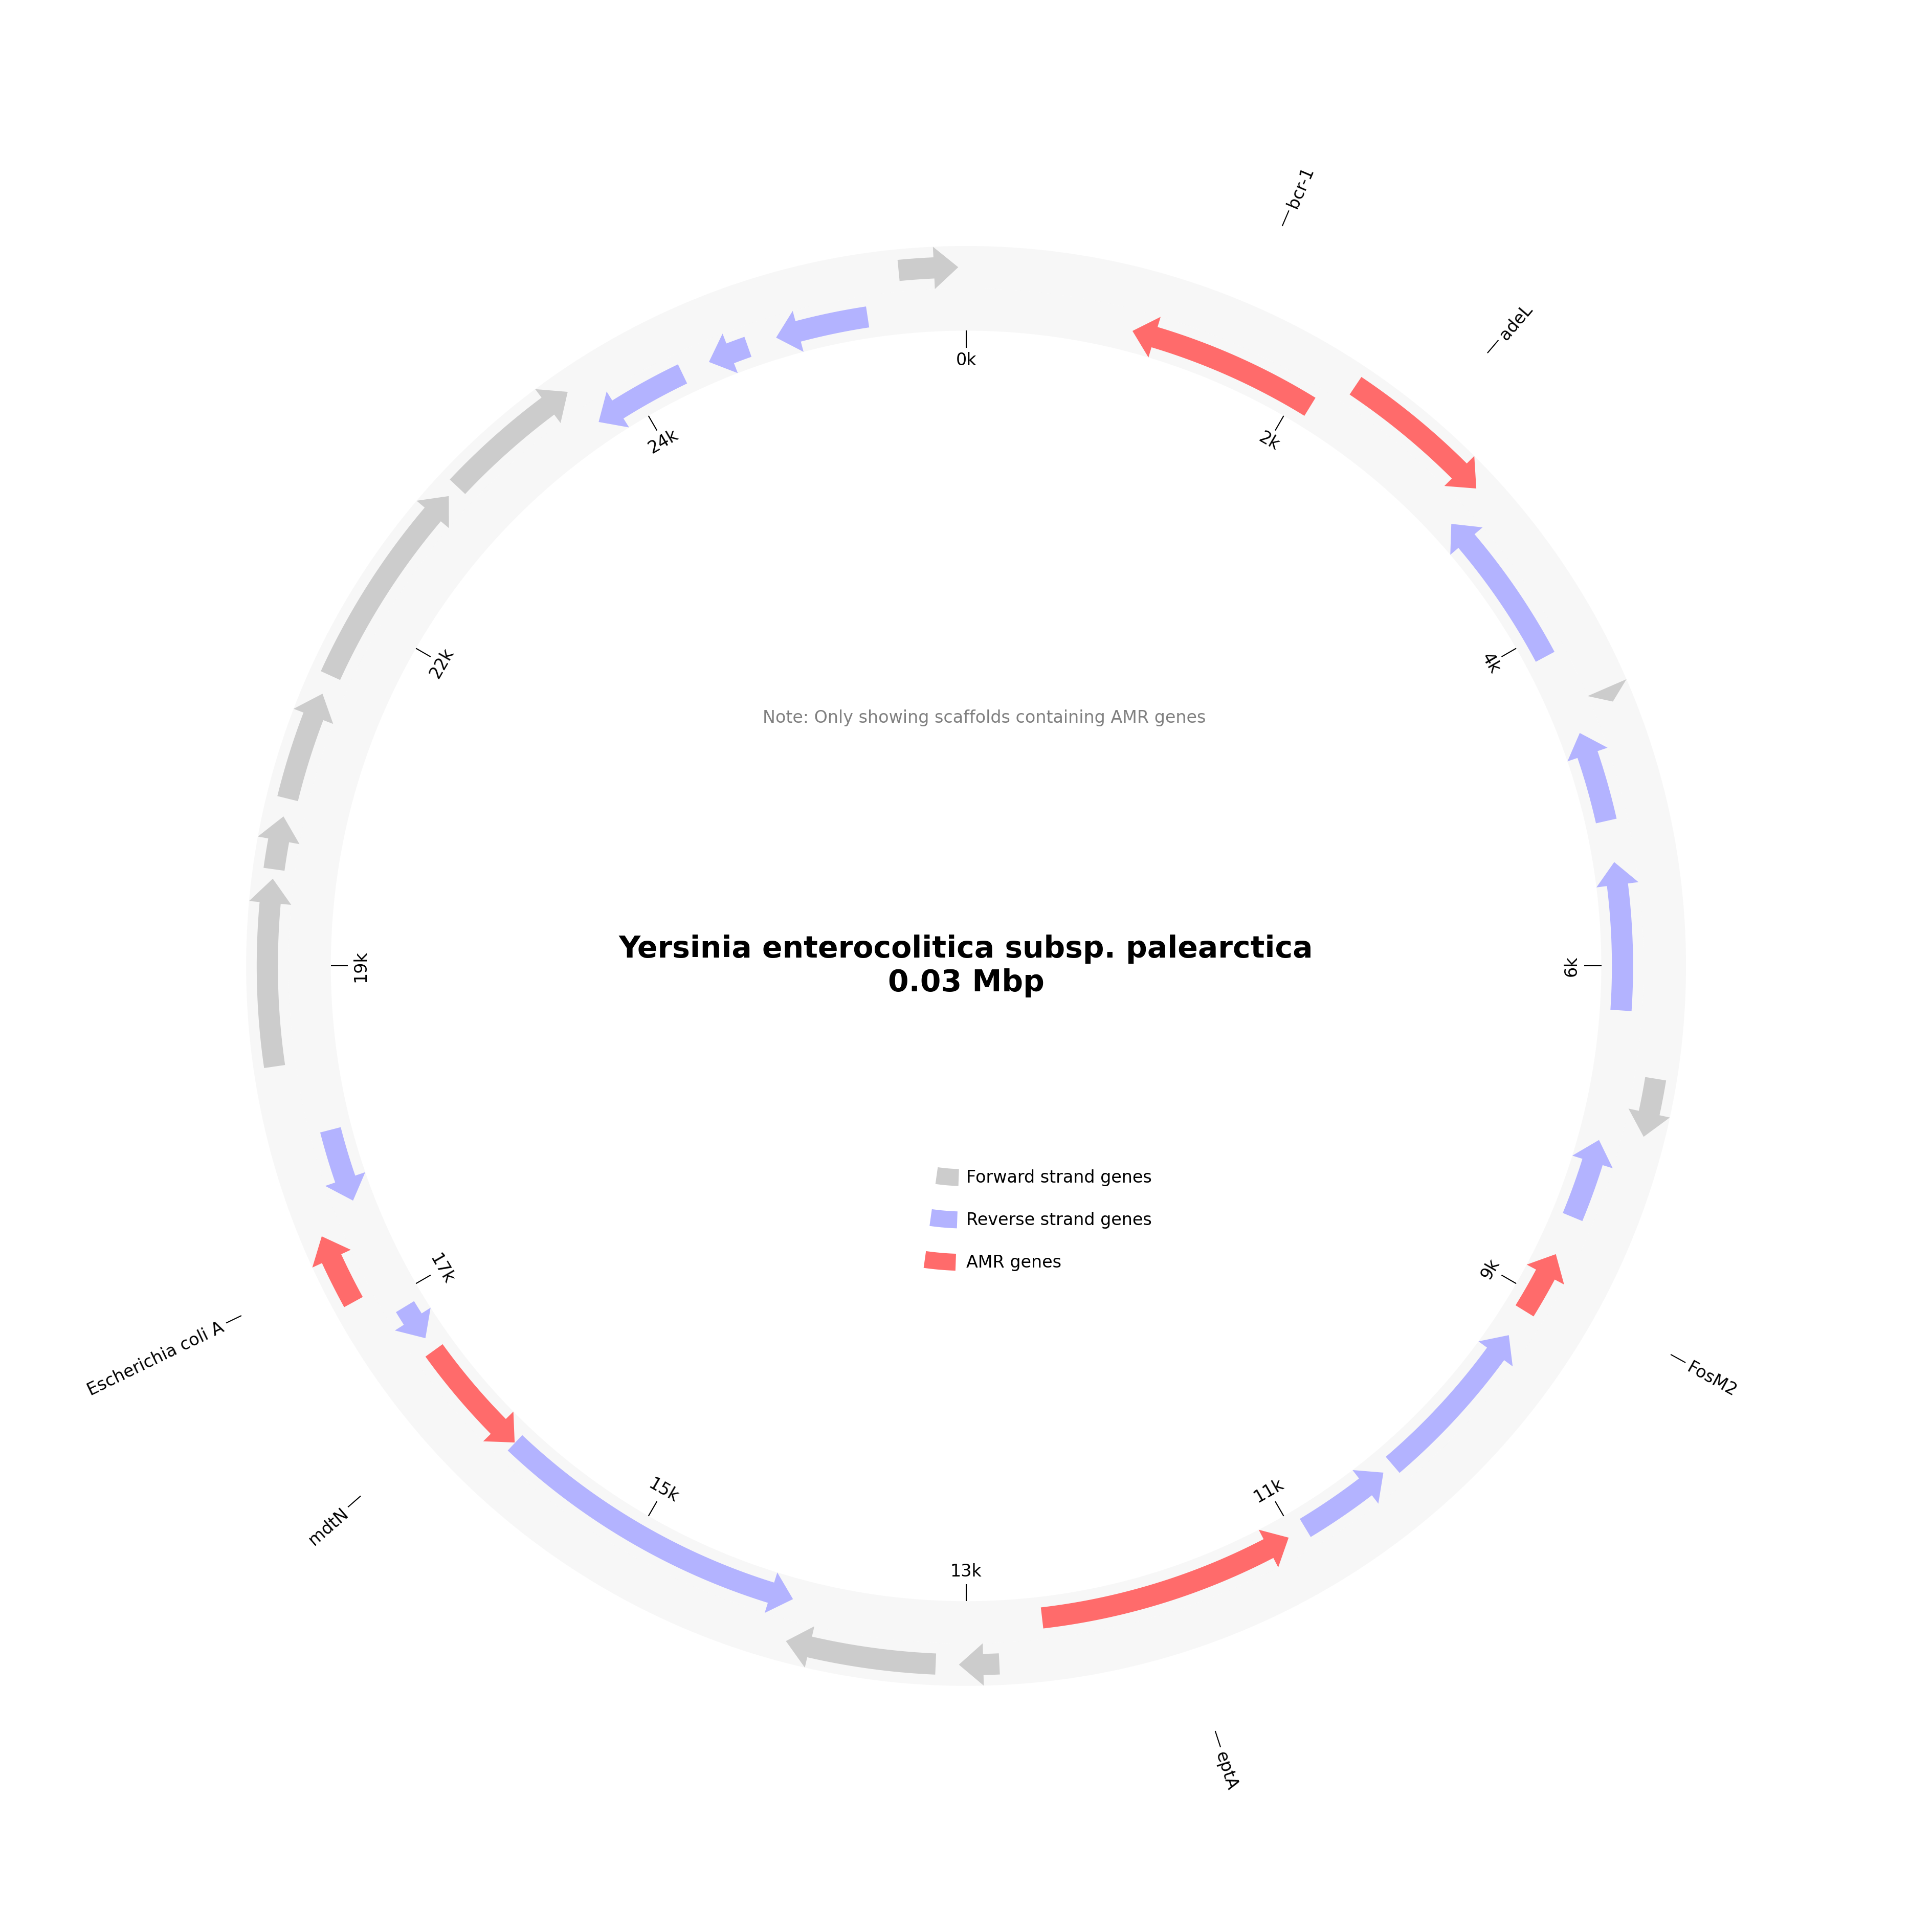 bcr-1
adeL
0k
2k
24k
4k
22k
Note: Only showing scaffolds containing AMR genes
Yersinia enterocolitica subsp. palearctica
0.03 Mbp
19k
6k
Forward strand genes
Reverse strand genes
AMR genes
17k
9k
Escherichia coli A
FosM2
15k
11k
mdtN
13k
eptA